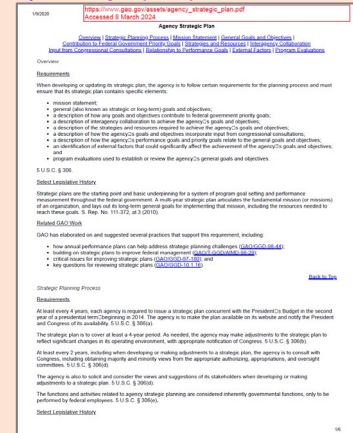 1/9/2020
https://www.gao.gov/assets/agency_strategic_plan.pdf
Accessed 8 March 2024
Agency Strategic Plan
Overview | Strategic Planning Process | Mission Statement | General Goals and Objectives |
Contribution to Federal Government Priority Goals | Strategies and Resources | Interagency Collaboration
Input from Congressional Consultations | Relationship to Performance Goals | External Factors | Program Evaluations
Overview
Requirements
When developing or updating its strategic plan, the agency is to follow certain requirements for the planning process and must
ensure that its strategic plan contains specific elements:
• mission statement;
• general (also known as strategic or long-term) goals and objectives;
• a description of how any goals and objectives contribute to federal government priority goals;
• a description of interagency collaboration to achieve the agency□s goals and objectives;
• a description of the strategies and resources required to achieve the agency□s goals and objectives;
• a description of how the agency□s goals and objectives incorporate input from congressional consultations;
• a description of how the agency□s performance goals and priority goals relate to the general goals and objectives;
• an identification of external factors that could significantly affect the achievement of the agency□s goals and objectives;
and
• program evaluations used to establish or review the agency□s general goals and objectives.
5 U.S.C. § 306.
Select Legislative History
Strategic plans are the starting point and basic underpinning for a system of program goal setting and performance
measurement throughout the federal government. A multi-year strategic plan articulates the fundamental mission (or missions)
of an organization, and lays out its long-term general goals for implementing that mission, including the resources needed to
reach these goals. S. Rep. No. 111-372, at 3 (2010).
Related GAO Work
GAO has elaborated on and suggested several practices that support this requirement, including:
• how annual performance plans can help address strategic planning challenges (GAO/GGD-98-44);
• building on strategic plans to improve federal management (GAO/T-GGD/AIMD-98-29);
• critical issues for improving strategic plans (GAO/GGD-97-180); and
• key questions for reviewing strategic plans (GAO/GGD-10.1.16).
Back to Top
Strategic Planning Process
Requirements
At least every 4 years, each agency is required to issue a strategic plan concurrent with the President□s Budget in the second
year of a presidential term□beginning in 2014. The agency is to make the plan available on its website and notify the President
and Congress of its availability. 5 U.S.C. § 306(a).
The strategic plan is to cover at least a 4-year period. As needed, the agency may make adjustments to the strategic plan to
reflect significant changes in its operating environment, with appropriate notification of Congress. 5 U.S.C. § 306(b).
At least every 2 years, including when developing or making adjustments to a strategic plan, the agency is to consult with
Congress, including obtaining majority and minority views from the appropriate authorizing, appropriations, and oversight
committees. 5 U.S.C. § 306(d).
The agency is also to solicit and consider the views and suggestions of its stakeholders when developing or making
adjustments to a strategic plan. 5 U.S.C. § 306(d).
The functions and activities related to agency strategic planning are considered inherently governmental functions, only to be
performed by federal employees. 5 U.S.C. § 306(e).
Select Legislative History
1/6